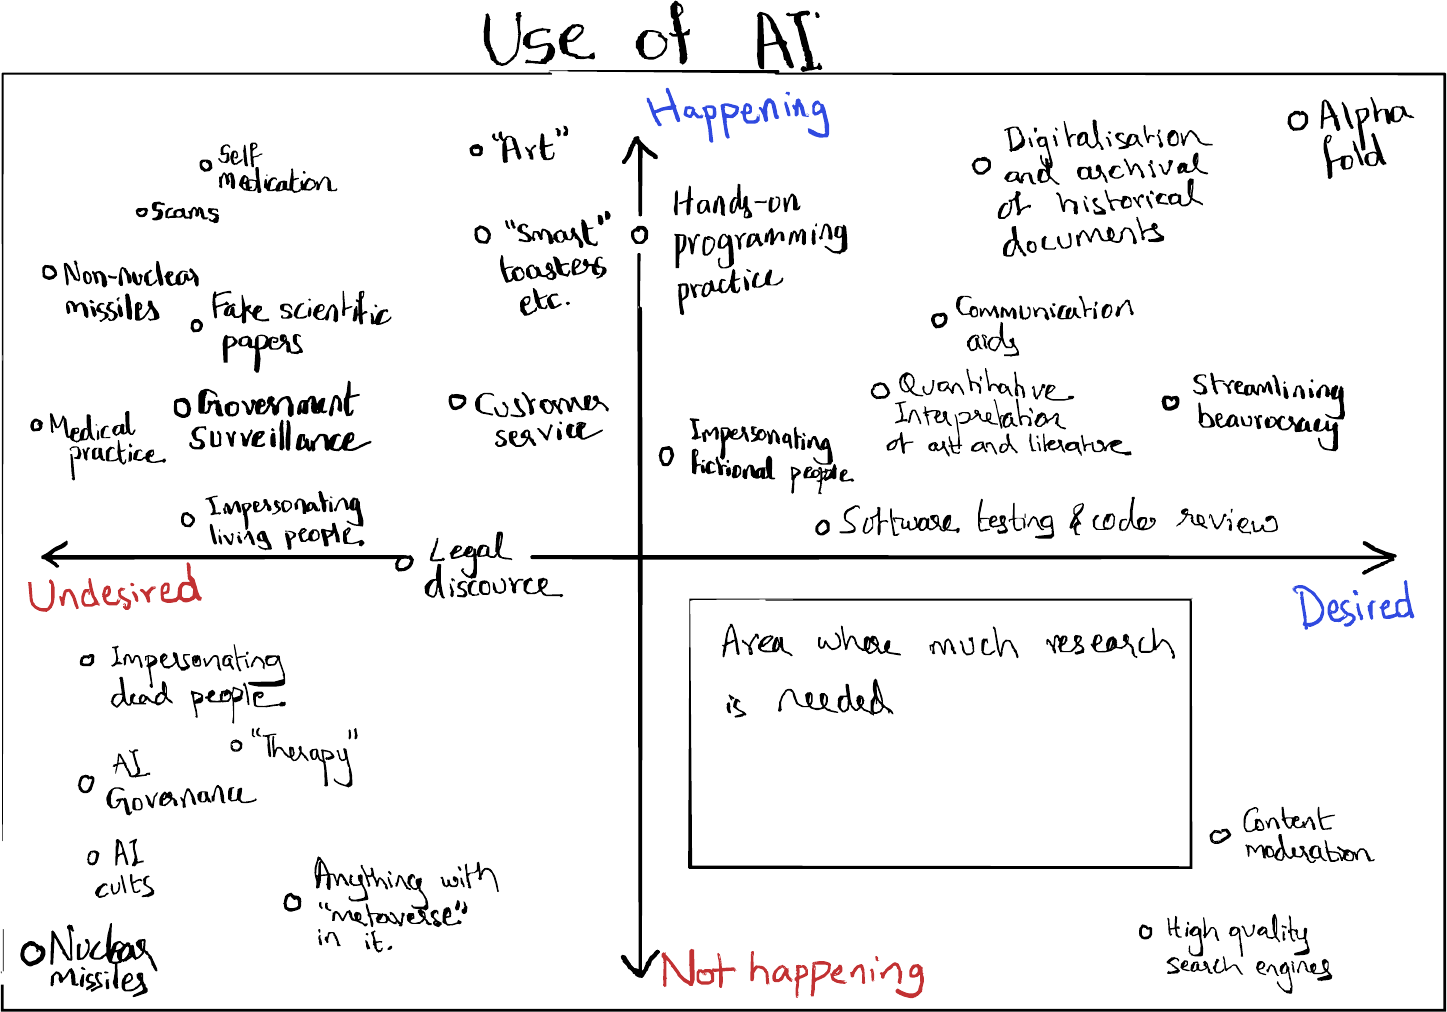 Use of AI
Happening
Self
medication
Scams
Non-nuclear
missiles
Fake scientific
papers
Government
surveillance
Medical
practice
Impersonating
living people
"Art"
"Smart"
toasters
etc.
Customer
service
Legal
discource
Hands-on
programming
practice
Digitalisation
and archival
of historical
documents
Alpha
fold
Communication
aids
Quantitative
Interpretation
of art and literature
Streamlining
beaurocracy
Impersonating
fictional people
Software testing & code review
Undesired
Desired
Impersonating
dead people
"Therapy"
AI
Governance
AI
cults
Anything with
"metaverse"
in it.
Nuclear
missiles
Area where much research
is needed
Content
moderation
High quality
search engines
Not happening